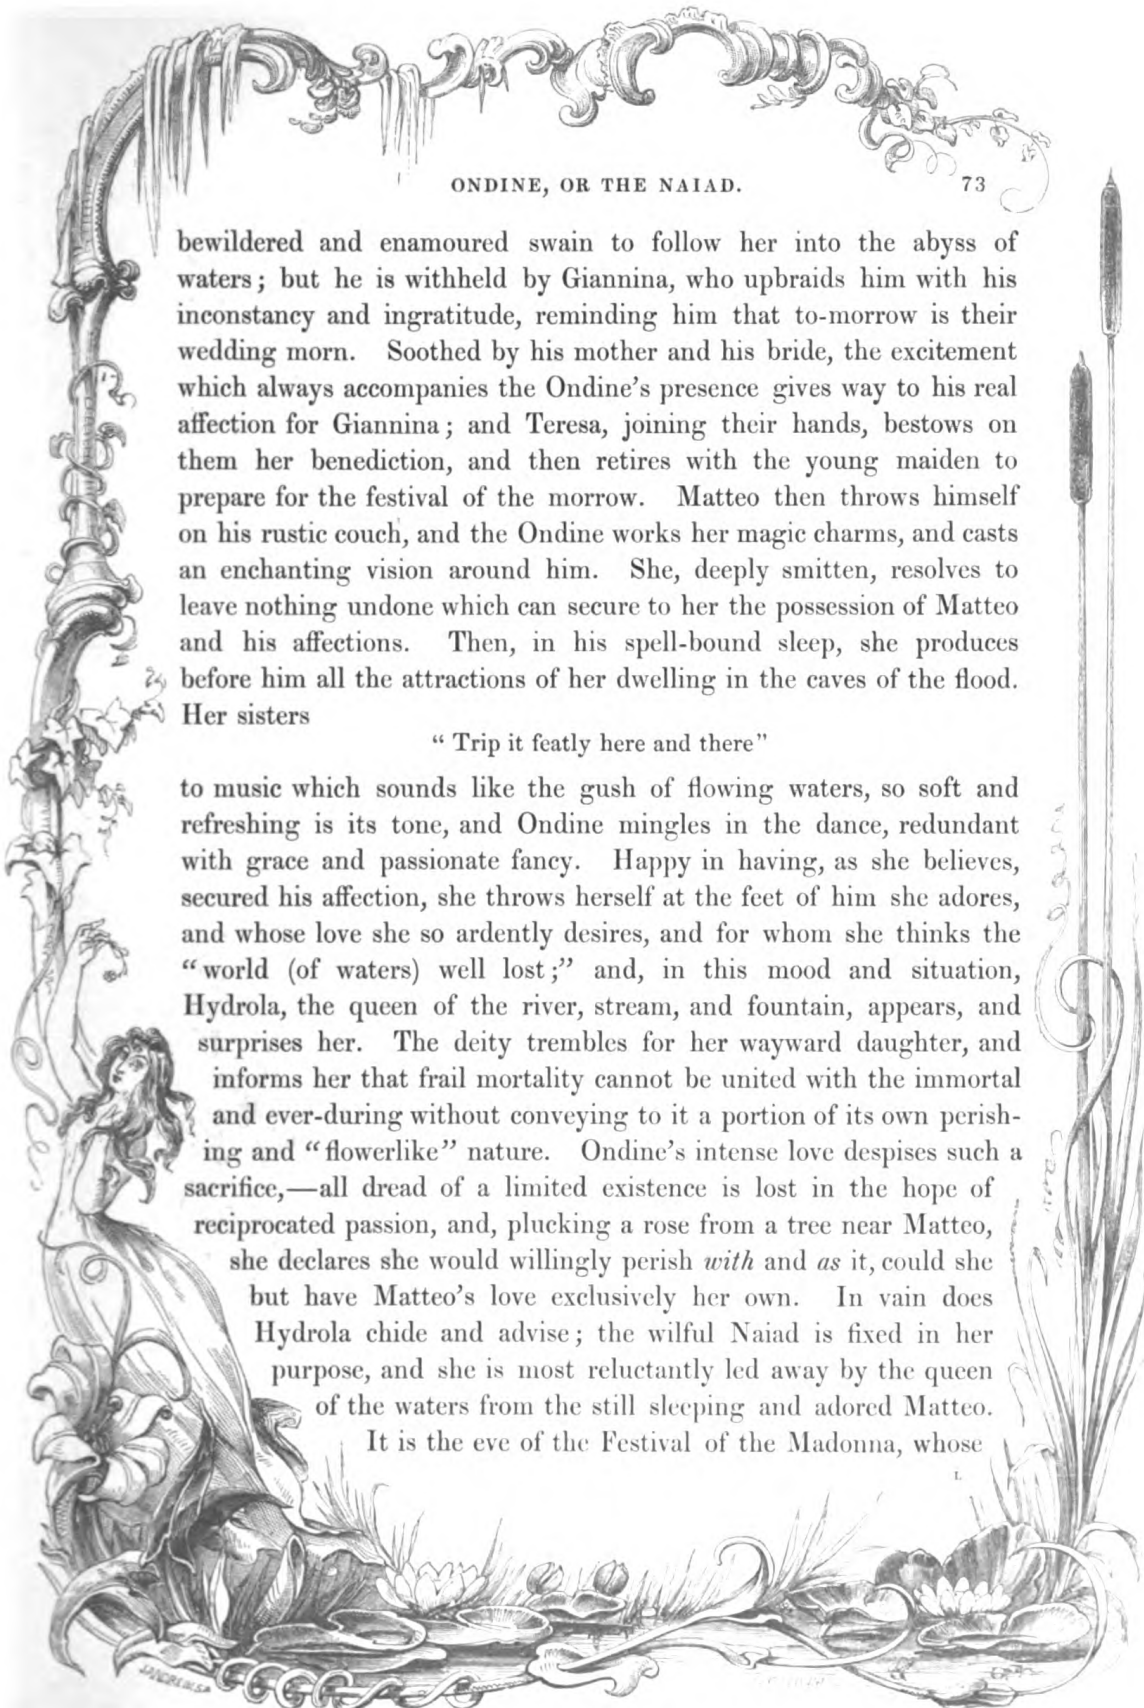 ONDINE, OR THE NAIAD. 73
bewildered and enamoured swain to follow her into the abyss of
waters; but he is withheld by Giannina, who upbraids him with his
inconstancy and ingratitude, reminding him that to-morrow is their
wedding morn. Soothed by his mother and his bride, the excitement
which always accompanies the Ondine's presence gives way to his real
affection for Giannina; and Teresa, joining their hands, bestows on
them her benediction, and then retires with the young maiden to
prepare for the festival of the morrow. Matteo then throws himself
on his rustic couch, and the Ondine works her magic charms, and casts
an enchanting vision around him. She, deeply smitten, resolves to
leave nothing undone which can secure to her the possession of Matteo
and his affections. Then, in his spell-bound sleep, she produces
before him all the attractions of her dwelling in the caves of the flood.
Her sisters
"Trip it featly here and there"
to music which sounds like the gush of flowing waters, so soft and
refreshing is its tone, and Ondine mingles in the dance, redundant
with grace and passionate fancy. Happy in having, as she believes,
secured his affection, she throws herself at the feet of him she adores,
and whose love she so ardently desires, and for whom she thinks the
"world (of waters) well lost;" and, in this mood and situation,
Hydrola, the queen of the river, stream, and fountain, appears, and
surprises her. The deity trembles for her wayward daughter, and
informs her that frail mortality cannot be united with the immortal
and ever-during without conveying to it a portion of its own perish-
ing and "flowerlike" nature. Ondine's intense love despises such a
sacrifice,—all dread of a limited existence is lost in the hope of
reciprocated passion, and, plucking a rose from a tree near Matteo,
she declares she would willingly perish with and as it, could she
but have Matteo's love exclusively her own. In vain does
Hydrola chide and advise; the wilful Naiad is fixed in her
purpose, and she is most reluctantly led away by the queen
of the waters from the still sleeping and adored Matteo.
It is the eve of the Festival of the Madonna, whose
L